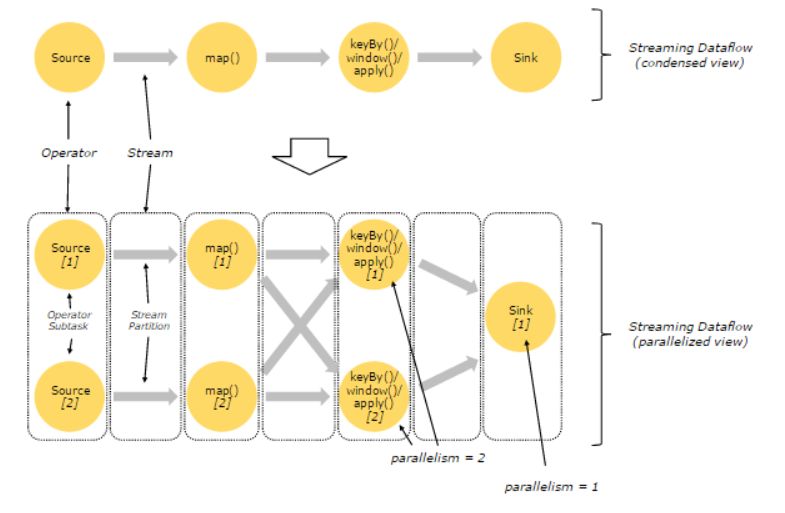 Source
map()
keyBy()/
window()/
apply()
Sink
Streaming Dataflow
(condensed view)
Operator
Stream
Source
[1]
map()
[1]
keyBy()/
window()/
apply()
[1]
Operator
Subtask
Stream
Partition
Sink
[1]
Streaming Dataflow
(parallelized view)
Source
[2]
map()
[2]
keyBy()/
window()/
apply()
[2]
parallelism = 2
parallelism = 1